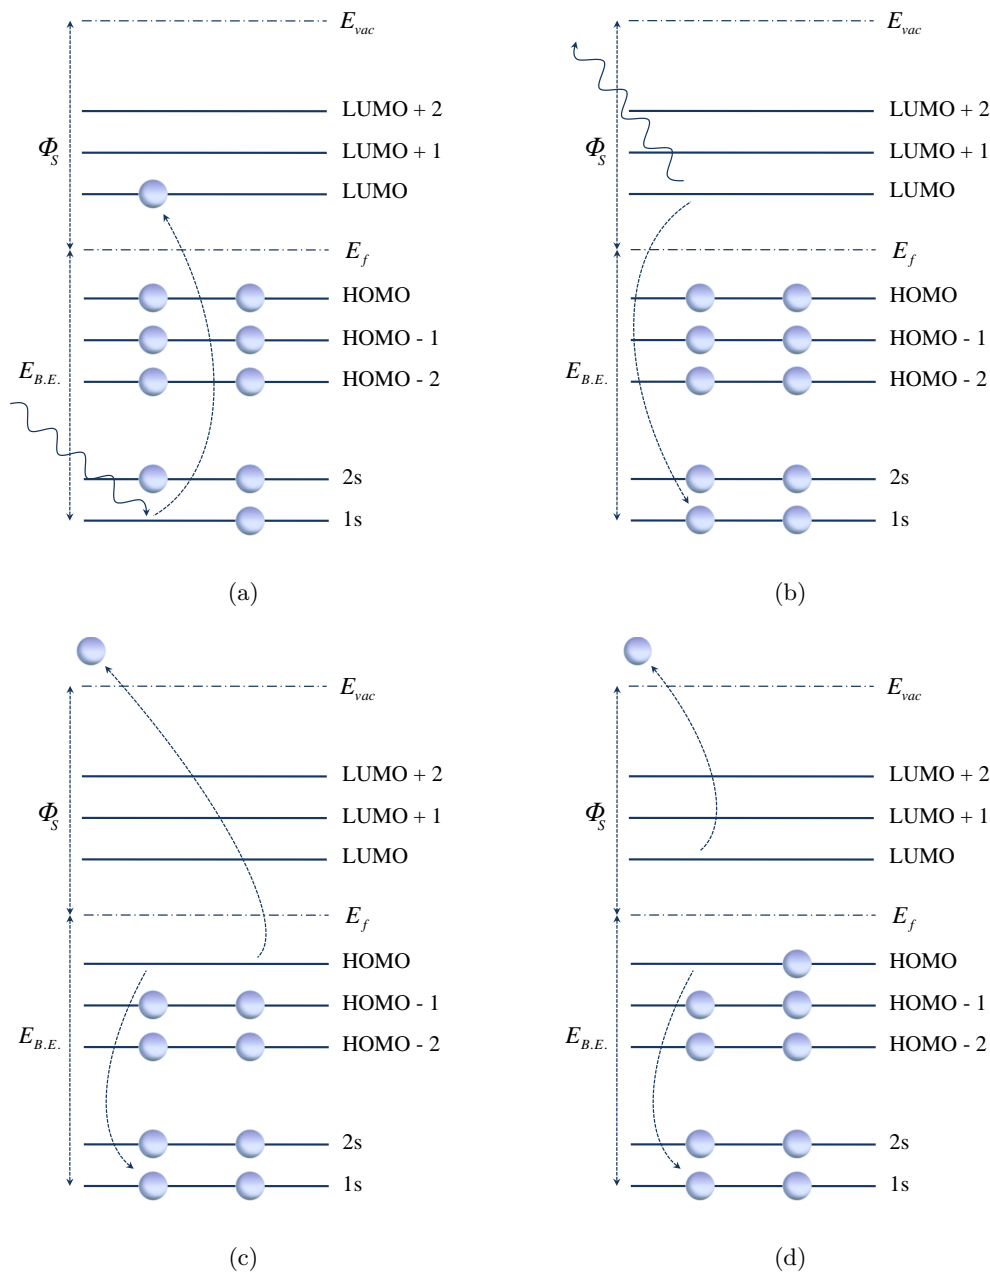 E_vac
LUMO + 2
Φ_S
LUMO + 1
LUMO
E_f
HOMO
HOMO - 1
E_B.E.
HOMO - 2
2s
1s
(a)
E_vac
LUMO + 2
Φ_S
LUMO + 1
LUMO
E_f
HOMO
HOMO - 1
E_B.E.
HOMO - 2
2s
1s
(b)
E_vac
LUMO + 2
Φ_S
LUMO + 1
LUMO
E_f
HOMO
HOMO - 1
E_B.E.
HOMO - 2
2s
1s
(c)
E_vac
LUMO + 2
Φ_S
LUMO + 1
LUMO
E_f
HOMO
HOMO - 1
E_B.E.
HOMO - 2
2s
1s
(d)